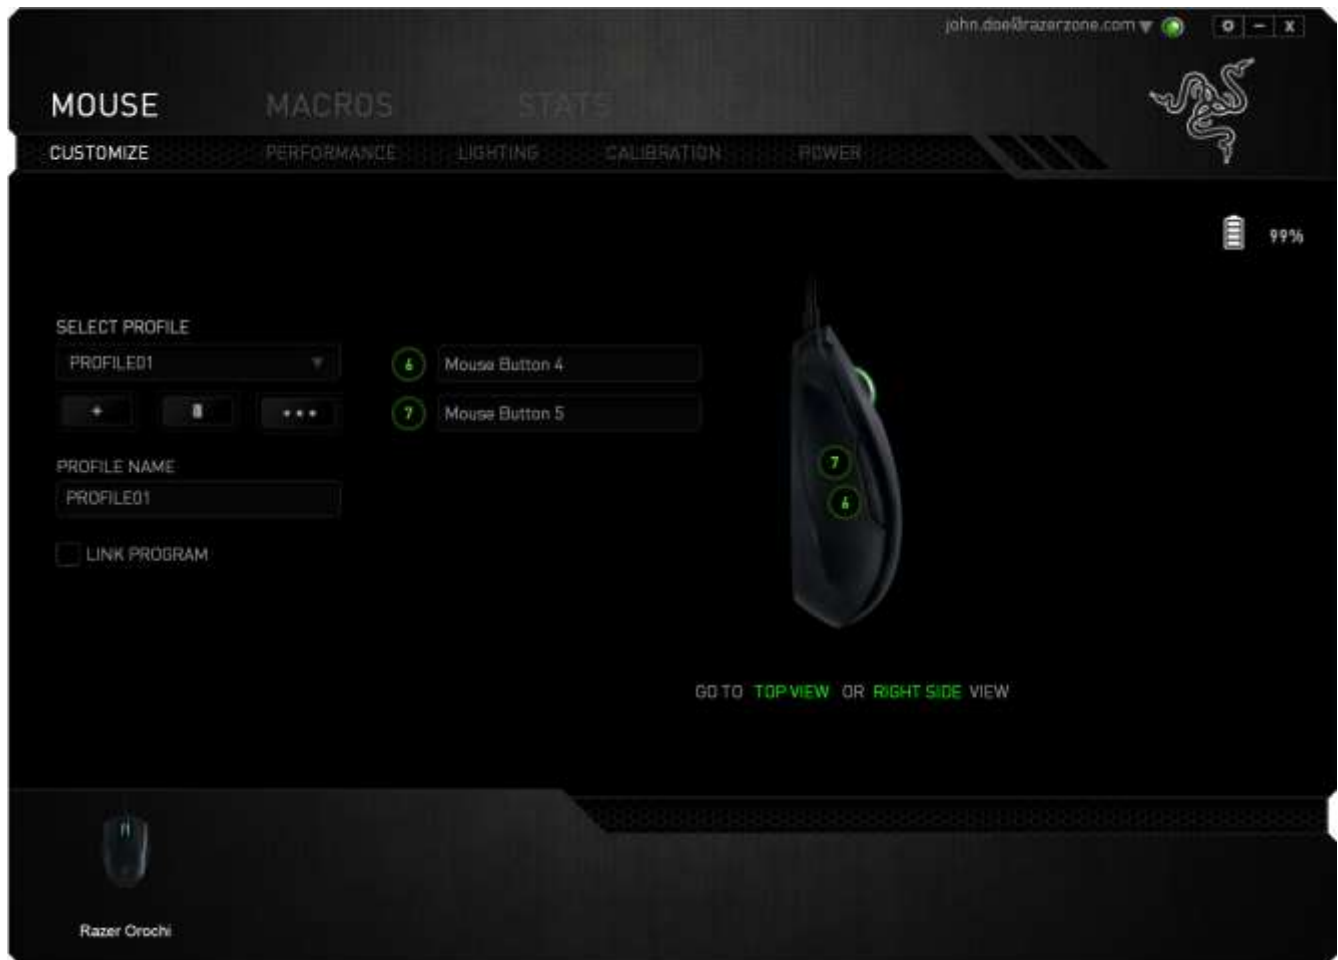 john.doe@razerzone.com
MOUSE MACROS STATS
CUSTOMIZE PERFORMANCE LIGHTING CALIBRATION POWER
99%
SELECT PROFILE
PROFILE01
6 Mouse Button 4
+ •••
7 Mouse Button 5
PROFILE NAME
PROFILE01
LINK PROGRAM
7
6
GO TO TOP VIEW OR RIGHT SIDE VIEW
Razer Orochi